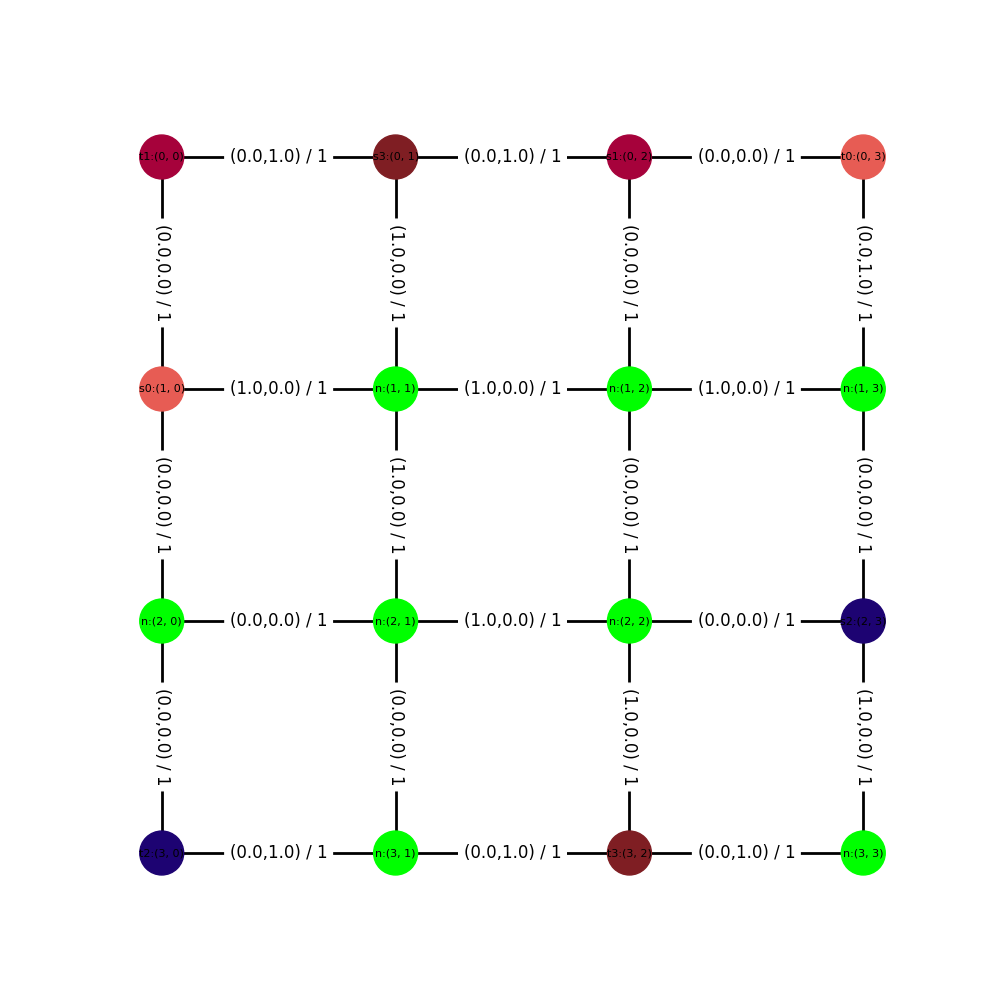 t1:(0, 0) (0.0,1.0) / 1 s3:(0, 1) (0.0,1.0) / 1 s1:(0, 2) (0.0,0.0) / 1 t0:(0, 3)
(0.0,0.0) / 1 (1.0,0.0) / 1 (0.0,0.0) / 1 (0.0,1.0) / 1
s0:(1, 0) (1.0,0.0) / 1 n:(1, 1) (1.0,0.0) / 1 n:(1, 2) (1.0,0.0) / 1 n:(1, 3)
(0.0,0.0) / 1 (1.0,0.0) / 1 (0.0,0.0) / 1 (0.0,0.0) / 1
n:(2, 0) (0.0,0.0) / 1 n:(2, 1) (1.0,0.0) / 1 n:(2, 2) (0.0,0.0) / 1 s2:(2, 3)
(0.0,0.0) / 1 (0.0,0.0) / 1 (1.0,0.0) / 1 (1.0,0.0) / 1
t2:(3, 0) (0.0,1.0) / 1 n:(3, 1) (0.0,1.0) / 1 t3:(3, 2) (0.0,1.0) / 1 n:(3, 3)